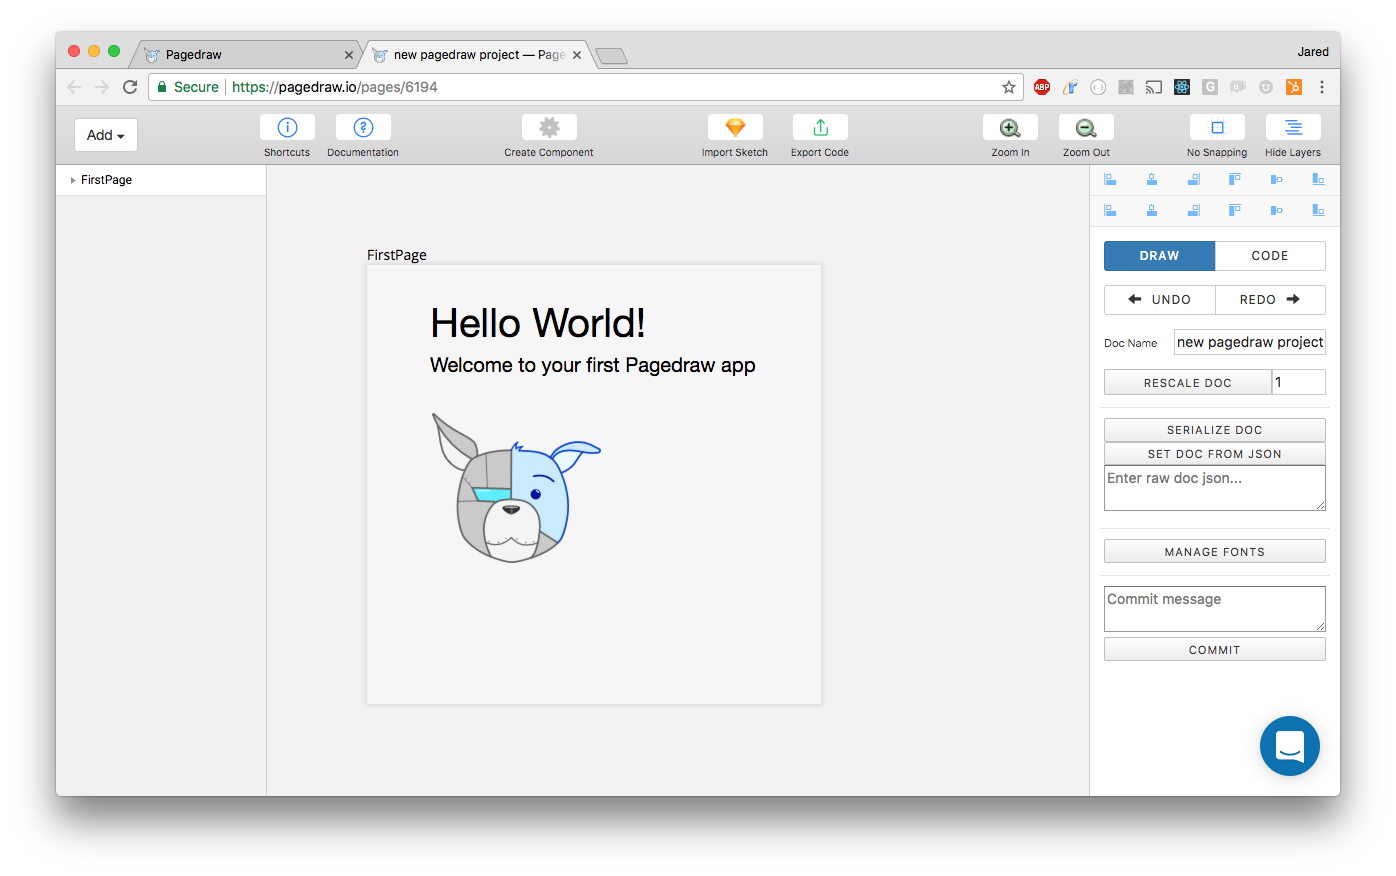 Pagedraw
new pagedraw project — Page
Jared
Secure
https://pagedraw.io/pages/6194
ABP
G
Add
Shortcuts
Documentation
Create Component
Import Sketch
Export Code
Zoom In
Zoom Out
No Snapping
Hide Layers
FirstPage
FirstPage
Hello World!
Welcome to your first Pagedraw app
DRAW
CODE
UNDO
REDO
Doc Name
new pagedraw project
RESCALE DOC
1
SERIALIZE DOC
SET DOC FROM JSON
Enter raw doc json...
MANAGE FONTS
Commit message
COMMIT